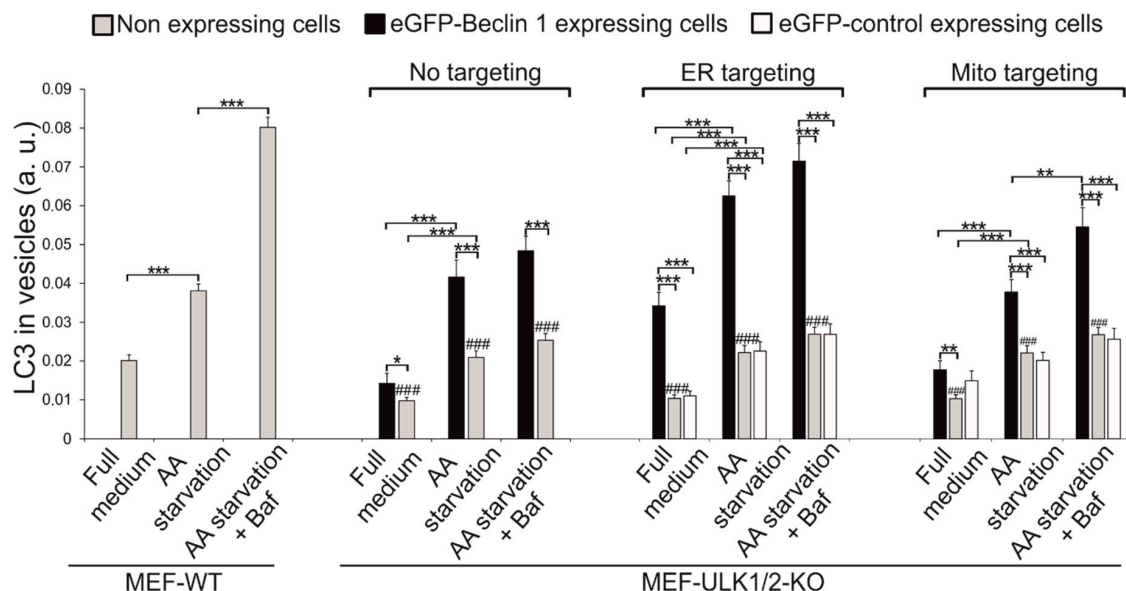 Non expressing cells eGFP-Beclin 1 expressing cells eGFP-control expressing cells
No targeting ER targeting Mito targeting
LC3 in vesicles (a. u.)
0.09
0.08
0.07
0.06
0.05
0.04
0.03
0.02
0.01
0
*** ***
*** *** *** *** * ### ### ###
*** *** *** *** *** *** *** *** *** ### ### ###
** *** *** *** *** *** *** ** ### ### ###
Full medium
AA starvation
AA starvation + Baf
Full medium
AA starvation
AA starvation + Baf
Full medium
AA starvation
AA starvation + Baf
Full medium
AA starvation
AA starvation + Baf
MEF-WT MEF-ULK1/2-KO